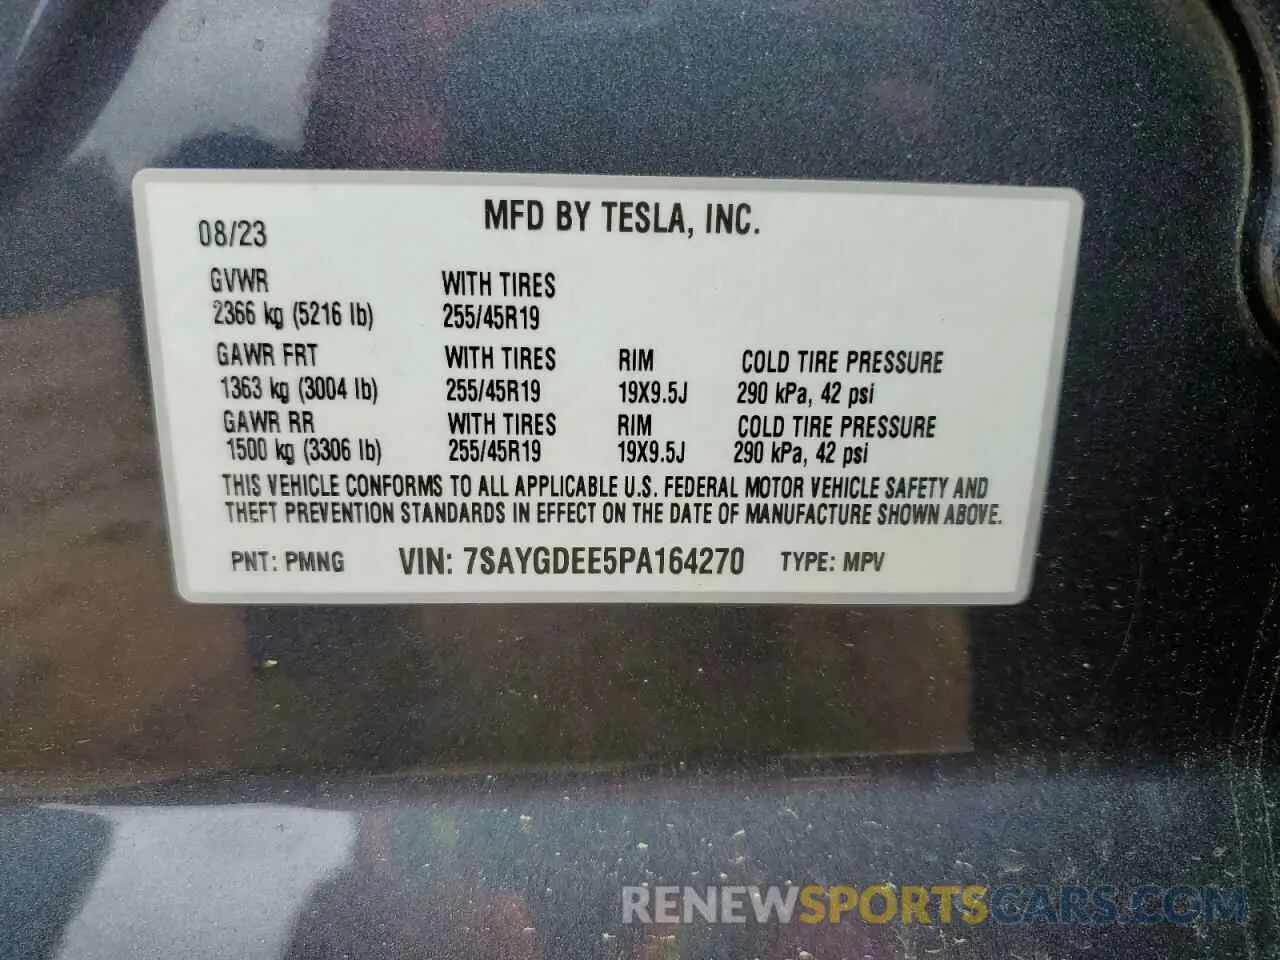 MFD BY TESLA, INC.
08/23
GVWR WITH TIRES
2366 kg (5216 lb) 255/45R19
GAWR FRT WITH TIRES RIM COLD TIRE PRESSURE
1363 kg (3004 lb) 255/45R19 19X9.5J 290 kPa, 42 psi
GAWR RR WITH TIRES RIM COLD TIRE PRESSURE
1500 kg (3306 lb) 255/45R19 19X9.5J 290 kPa, 42 psi
THIS VEHICLE CONFORMS TO ALL APPLICABLE U.S. FEDERAL MOTOR VEHICLE SAFETY AND
THEFT PREVENTION STANDARDS IN EFFECT ON THE DATE OF MANUFACTURE SHOWN ABOVE.
PNT: PMNG VIN: 7SAYGDEE5PA164270 TYPE: MPV
RENEWSPORTSCARS.COM